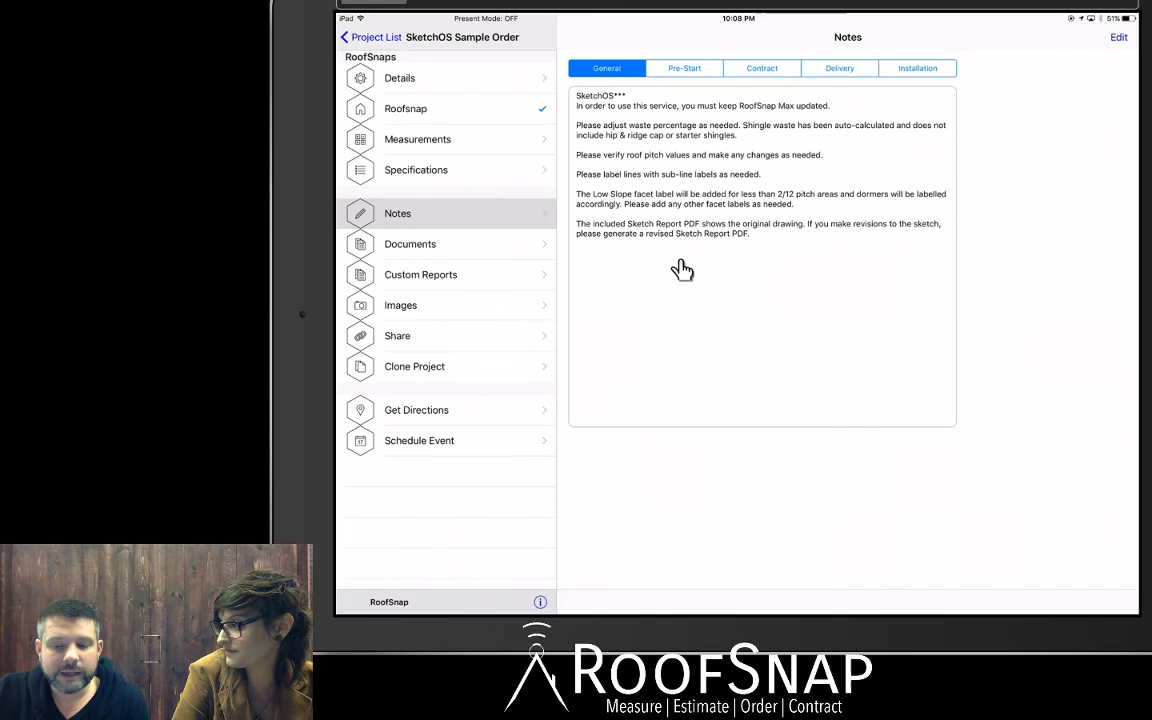 iPad
Present Mode: OFF
10:08 PM
51%
Project List
SketchOS Sample Order
Notes
Edit
RoofSnaps
Details
Roofsnap
Measurements
Specifications
Notes
Documents
Custom Reports
Images
Share
Clone Project
Get Directions
17
Schedule Event
RoofSnap
General
Pre-Start
Contract
Delivery
Installation
SketchOS***
In order to use this service, you must keep RoofSnap Max updated.
Please adjust waste percentage as needed. Shingle waste has been auto-calculated and does not
include hip & ridge cap or starter shingles.
Please verify roof pitch values and make any changes as needed.
Please label lines with sub-line labels as needed.
The Low Slope facet label will be added for less than 2/12 pitch areas and dormers will be labelled
accordingly. Please add any other facet labels as needed.
The included Sketch Report PDF shows the original drawing. If you make revisions to the sketch,
please generate a revised Sketch Report PDF.
ROOFSNAP
Measure | Estimate | Order | Contract